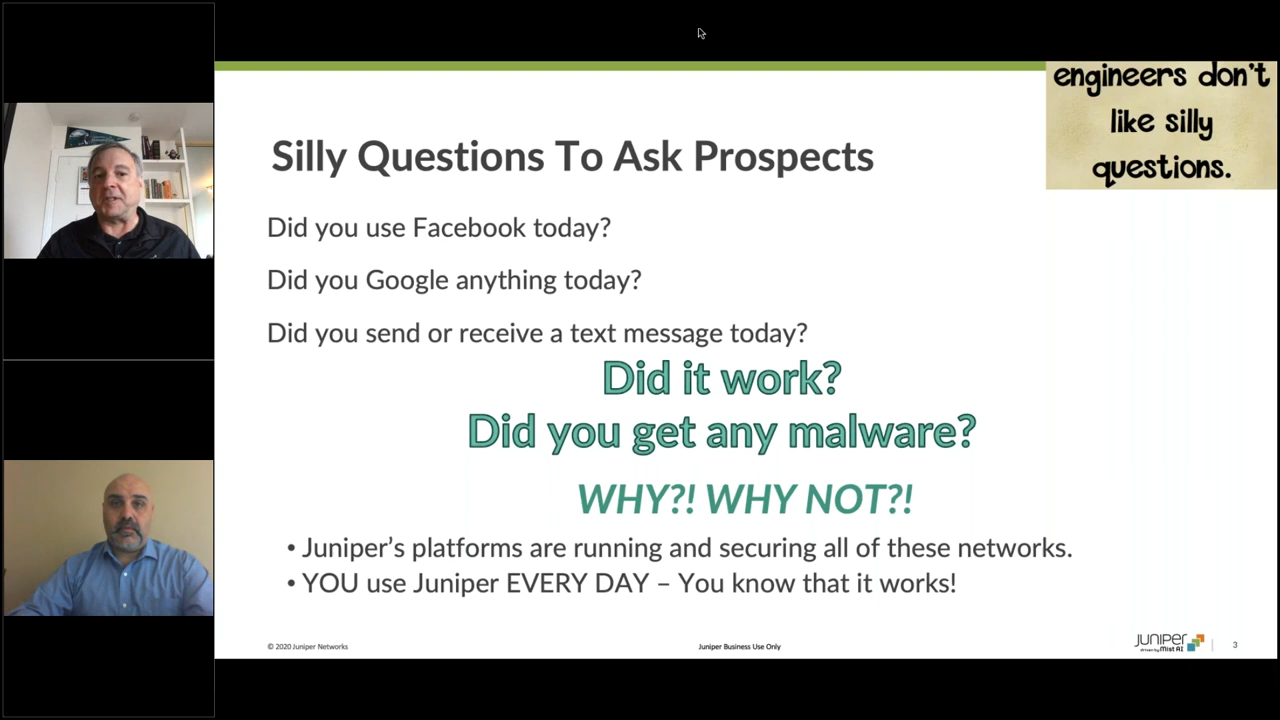 engineers don't
like silly
questions.
Silly Questions To Ask Prospects
Did you use Facebook today?
Did you Google anything today?
Did you send or receive a text message today?
Did it work?
Did you get any malware?
WHY?! WHY NOT?!
• Juniper’s platforms are running and securing all of these networks.
• YOU use Juniper EVERY DAY – You know that it works!
© 2020 Juniper Networks
Juniper Business Use Only
JUNIPER
driven by Mist AI
3